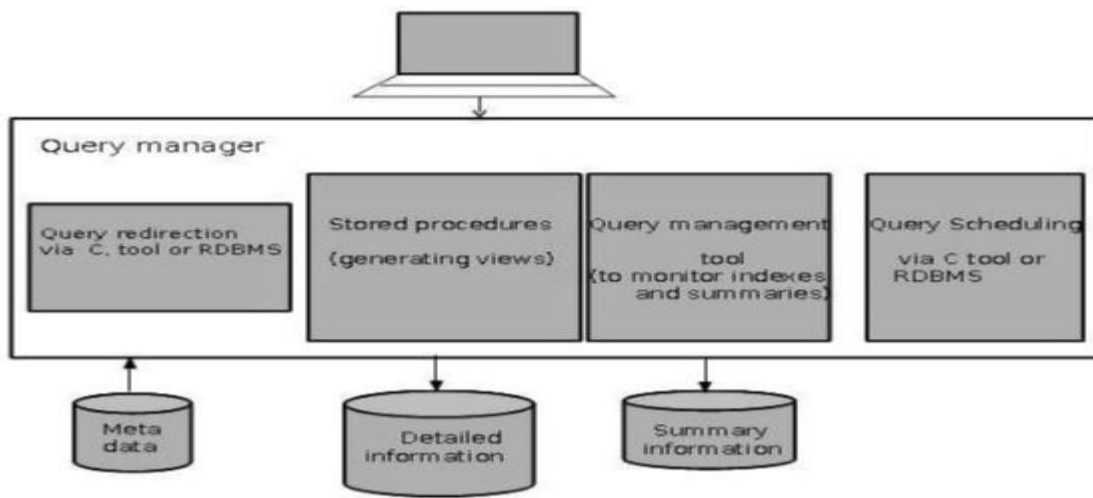 Query manager
Query redirection
via C, tool or RDBMS
Stored procedures
(generating views)
Query management
tool
(to monitor indexes
and summaries)
Query Scheduling
via C tool or
RDBMS
Meta
data
Detailed
information
Summary
information